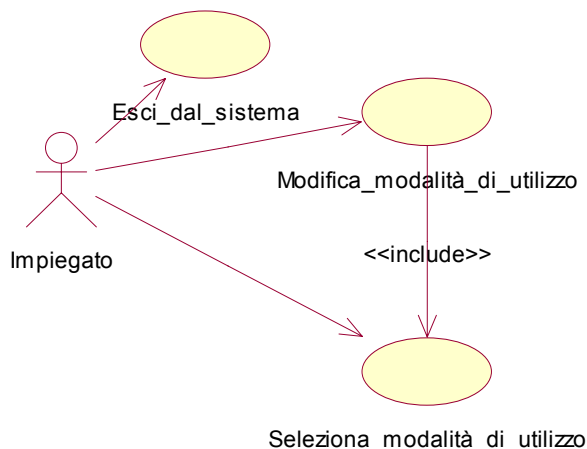 Esci_dal_sistema
Modifica_modalità_di_utilizzo
Impiegato
<<include>>
Seleziona modalità di utilizzo